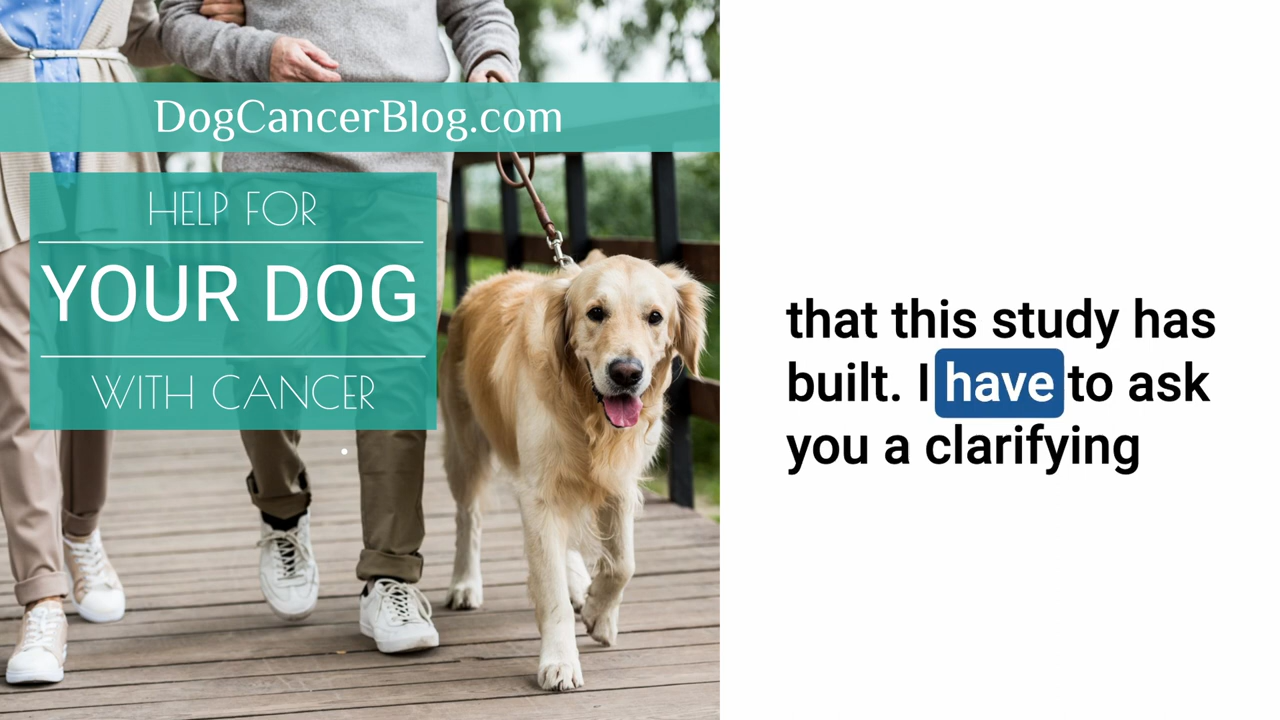 DogCancerBlog.com
HELP FOR
YOUR DOG
WITH CANCER
that this study has
built. I have to ask
you a clarifying